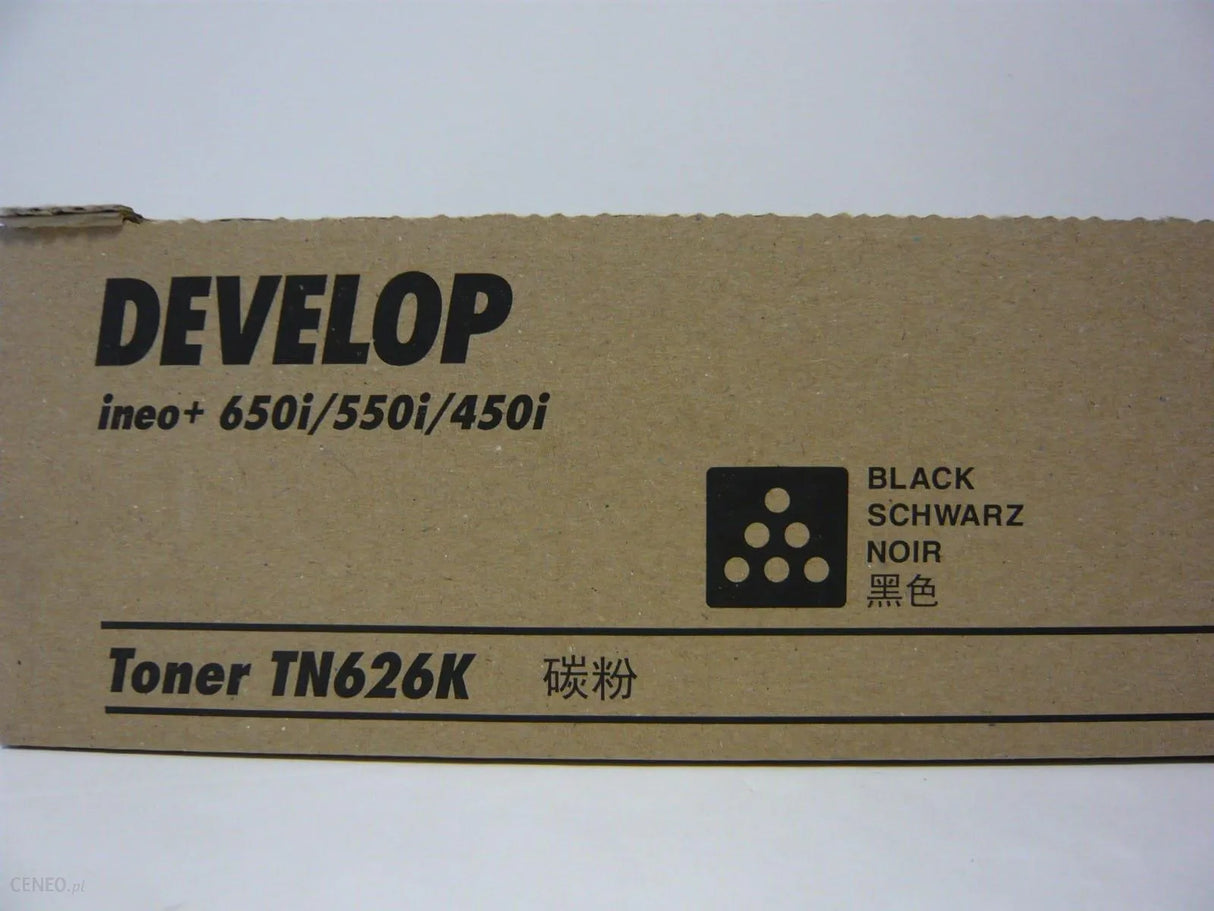 DEVELOP
ineo+ 650i/550i/450i
BLACK
SCHWARZ
NOIR
黑色
Toner TN626K 碳粉
CENEO.pl